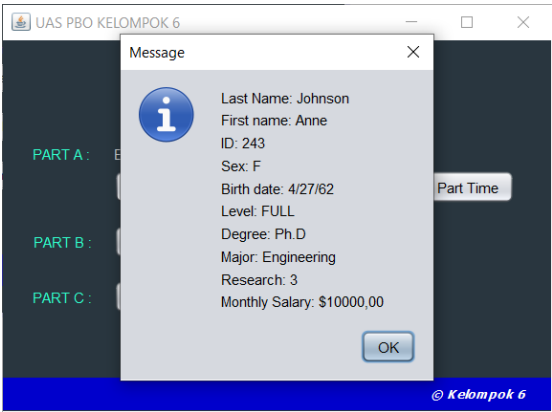 UAS PBO KELOMPOK 6
Message
Last Name: Johnson
First name: Anne
ID: 243
Sex: F
Birth date: 4/27/62
Level: FULL
Degree: Ph.D
Major: Engineering
Research: 3
Monthly Salary: $10000,00
OK
PART A :
Part Time
PART B :
PART C :
© Kelompok 6